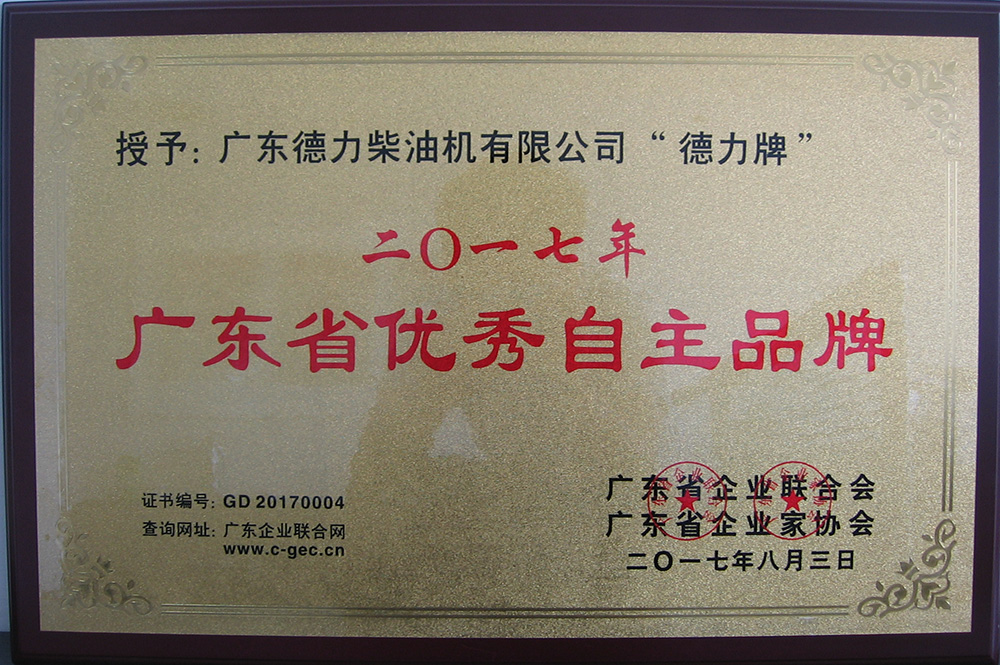 授予：广东德力柴油机有限公司“德力牌”
二〇一七年
广东省优秀自主品牌
证书编号：GD 20170004
查询网址：广东企业联合网
www.c-gec.cn
广东省企业联合会
广东省企业家协会
二〇一七年八月三日